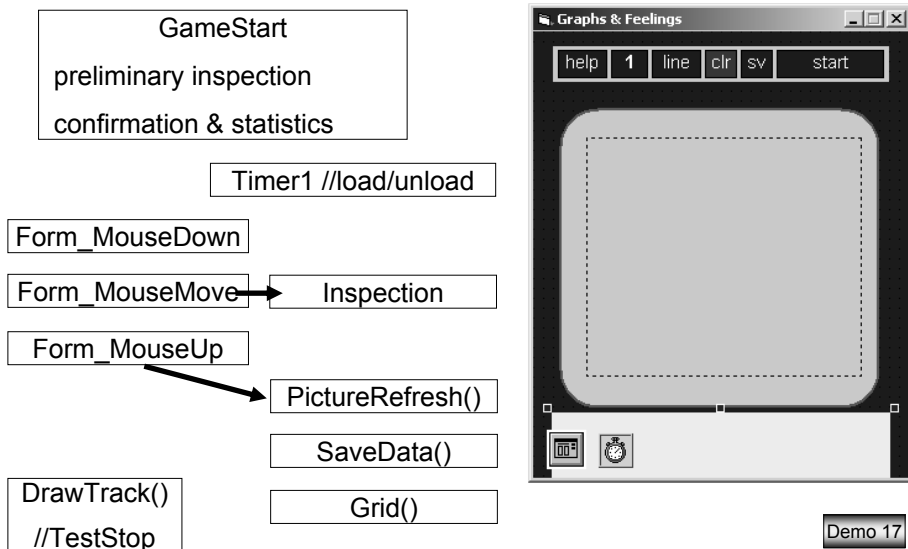 GameStart
preliminary inspection
confirmation & statistics
Timer1 //load/unload
Form_MouseDown
Form_MouseMove
Inspection
Form_MouseUp
PictureRefresh()
SaveData()
DrawTrack()
//TestStop
Grid()
Graphs & Feelings
help 1 line clr sv start
Demo 17